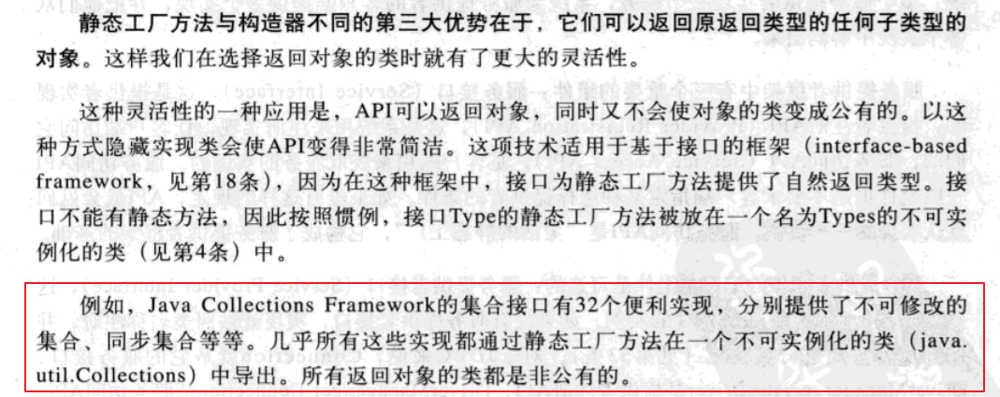 静态工厂方法与构造器不同的第三大优势在于，它们可以返回原返回类型的任何子类型的
对象。这样我们在选择返回对象的类时就有了更大的灵活性。
这种灵活性的一种应用是，API可以返回对象，同时又不会使对象的类变成公有的。以这
种方式隐藏实现类会使API变得非常简洁。这项技术适用于基于接口的框架（interface-based
framework，见第18条），因为在这种框架中，接口为静态工厂方法提供了自然返回类型。接
口不能有静态方法，因此按照惯例，接口Type的静态工厂方法被放在一个名为Types的不可实
例化的类（见第4条）中。
例如，Java Collections Framework的集合接口有32个便利实现，分别提供了不可修改的
集合、同步集合等等。几乎所有这些实现都通过静态工厂方法在一个不可实例化的类（java.
util.Collections）中导出。所有返回对象的类都是非公有的。